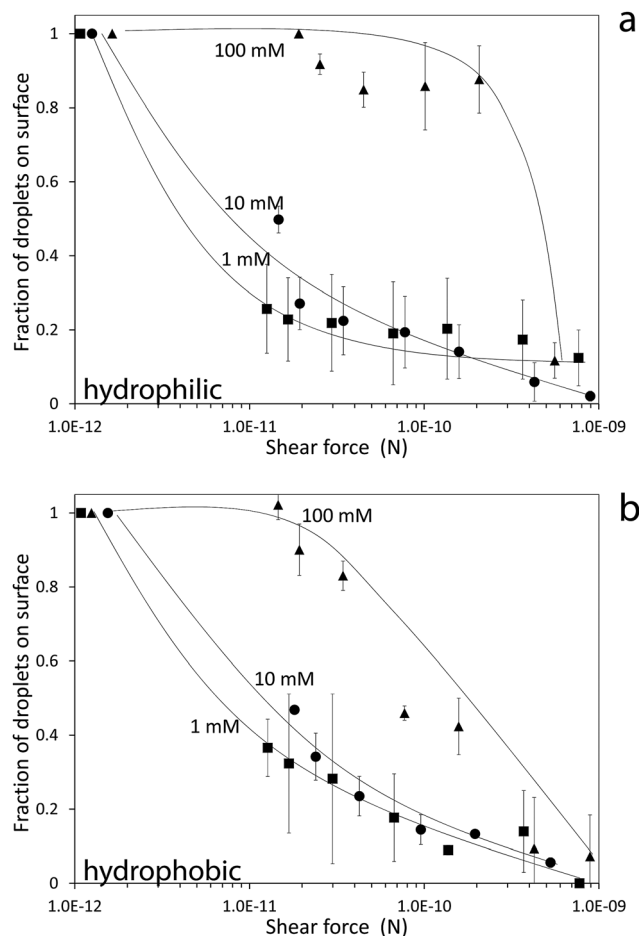 a
1
100 mM
0.8
0.6
10 mM
0.4
1 mM
0.2
hydrophilic
0
1.0E-12 1.0E-11 1.0E-10 1.0E-09
Shear force (N)
Fraction of droplets on surface
b
1
100 mM
0.8
0.6
10 mM
1 mM
0.4
0.2
hydrophobic
0
1.0E-12 1.0E-11 1.0E-10 1.0E-09
Shear force (N)
Fraction of droplets on surface